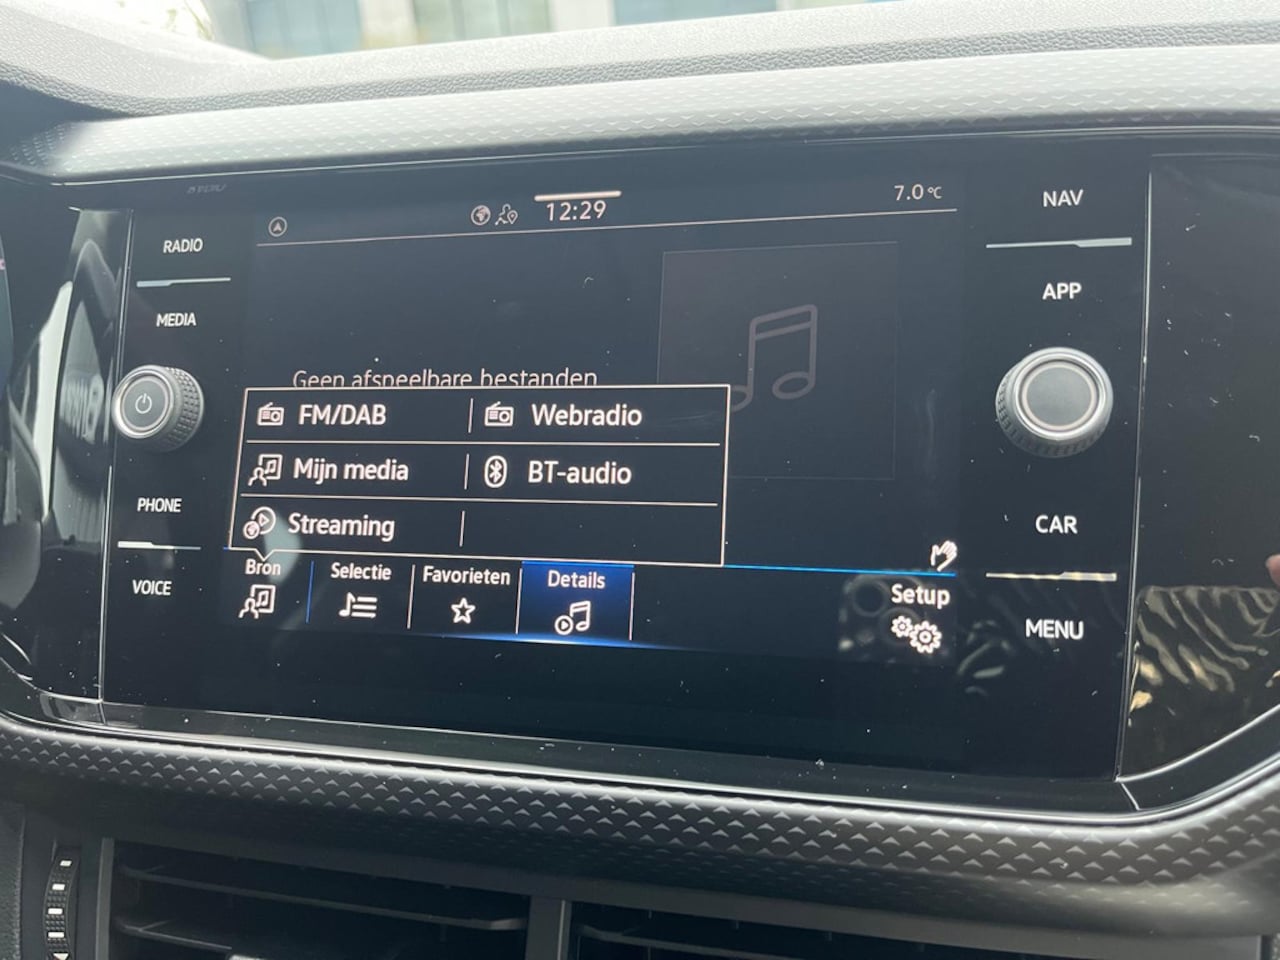 12:29
7.0 °C
RADIO
MEDIA
PHONE
VOICE
NAV
APP
CAR
MENU
Geen afspeelbare bestanden
FM/DAB
Webradio
Mijn media
BT-audio
Streaming
Bron
Selectie
Favorieten
Details
Setup